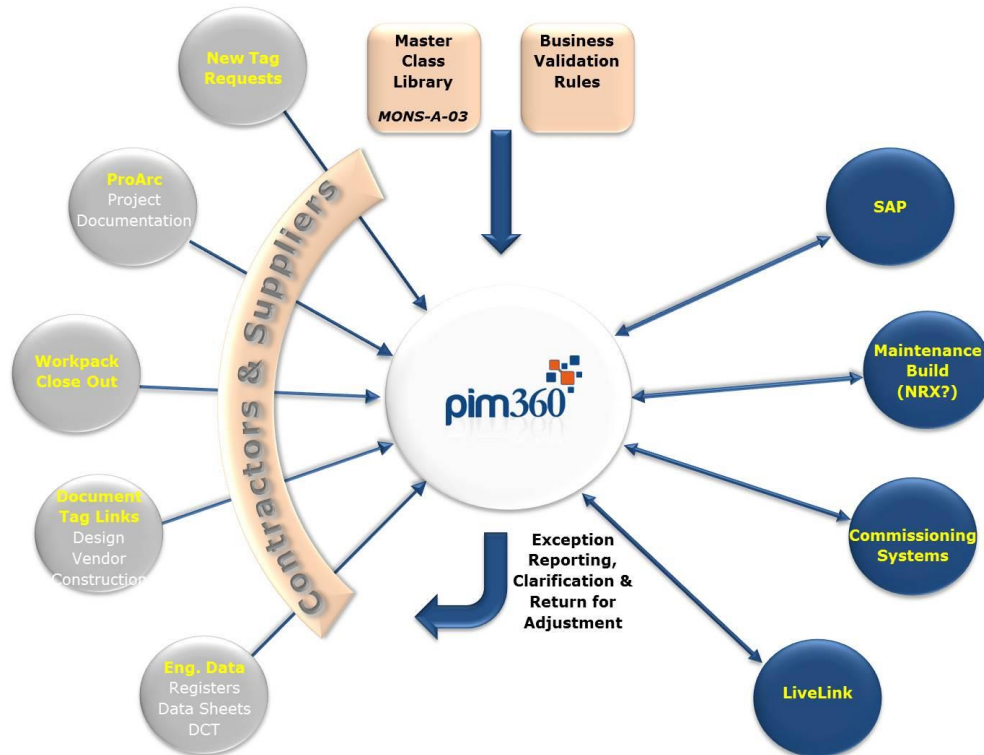 New Tag
Requests
Master
Class
Library
MONS-A-03
Business
Validation
Rules
ProArc
Project
Documentation
Contractors & Suppliers
SAP
Workpack
Close Out
pim360
Maintenance
Build
(NRX?)
Document
Tag Links
Design
Vendor
Construction
Commissioning
Systems
Exception
Reporting,
Clarification &
Return for
Adjustment
Eng. Data
Registers
Data Sheets
DCT
LiveLink